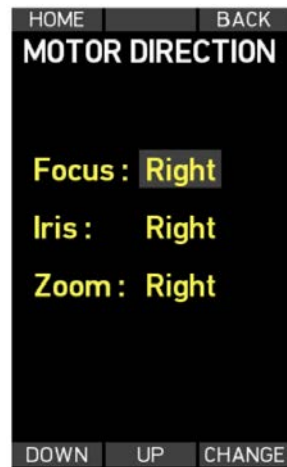 HOME BACK
MOTOR DIRECTION
Focus : Right
Iris : Right
Zoom : Right
DOWN UP CHANGE